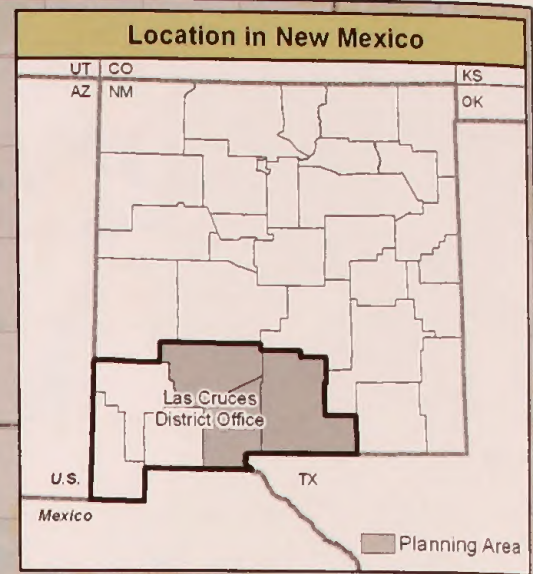 Location in New Mexico
UT CO KS
AZ NM OK
Las Cruces
District Office
U.S. TX
Mexico
Planning Area